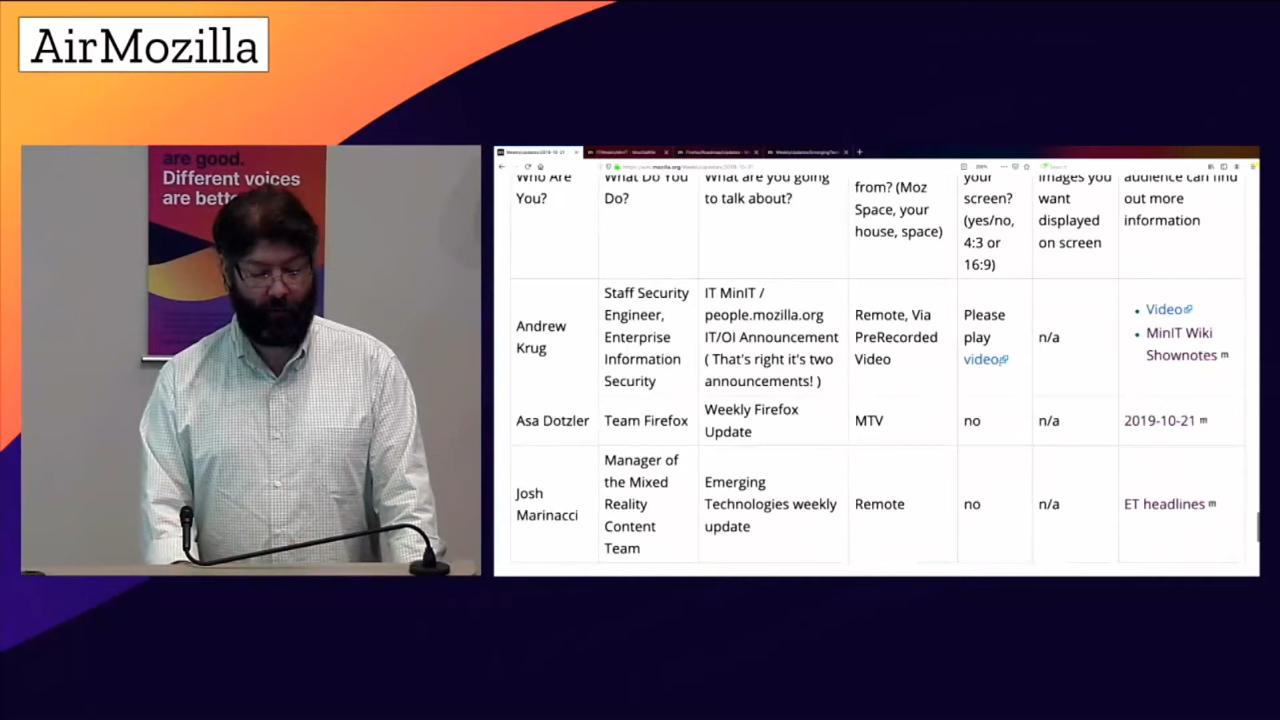 AirMozilla
are good.
Different voices
are bette
Who Are
You?
What Do You
Do?
What are you going
to talk about?
from? (Moz
Space, your
house, space)
your
screen?
(yes/no,
4:3 or
16:9)
images you
want
displayed
on screen
audience can find
out more
information
Andrew
Krug
Staff Security
Engineer,
Enterprise
Information
Security
IT MinIT /
people.mozilla.org
IT/OI Announcement
( That's right it's two
announcements! )
Remote, Via
PreRecorded
Video
Please
play
video
n/a
• Video
• MinIT Wiki
Shownotes
Asa Dotzler
Team Firefox
Weekly Firefox
Update
MTV
no
n/a
2019-10-21
Josh
Marinacci
Manager of
the Mixed
Reality
Content
Team
Emerging
Technologies weekly
update
Remote
no
n/a
ET headlines